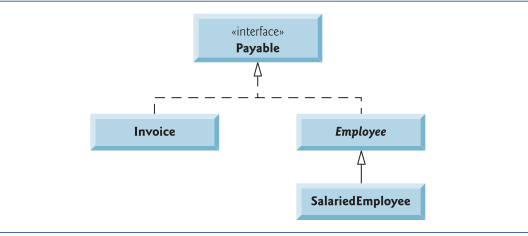 «interface»
Payable
Invoice
Employee
SalariedEmployee